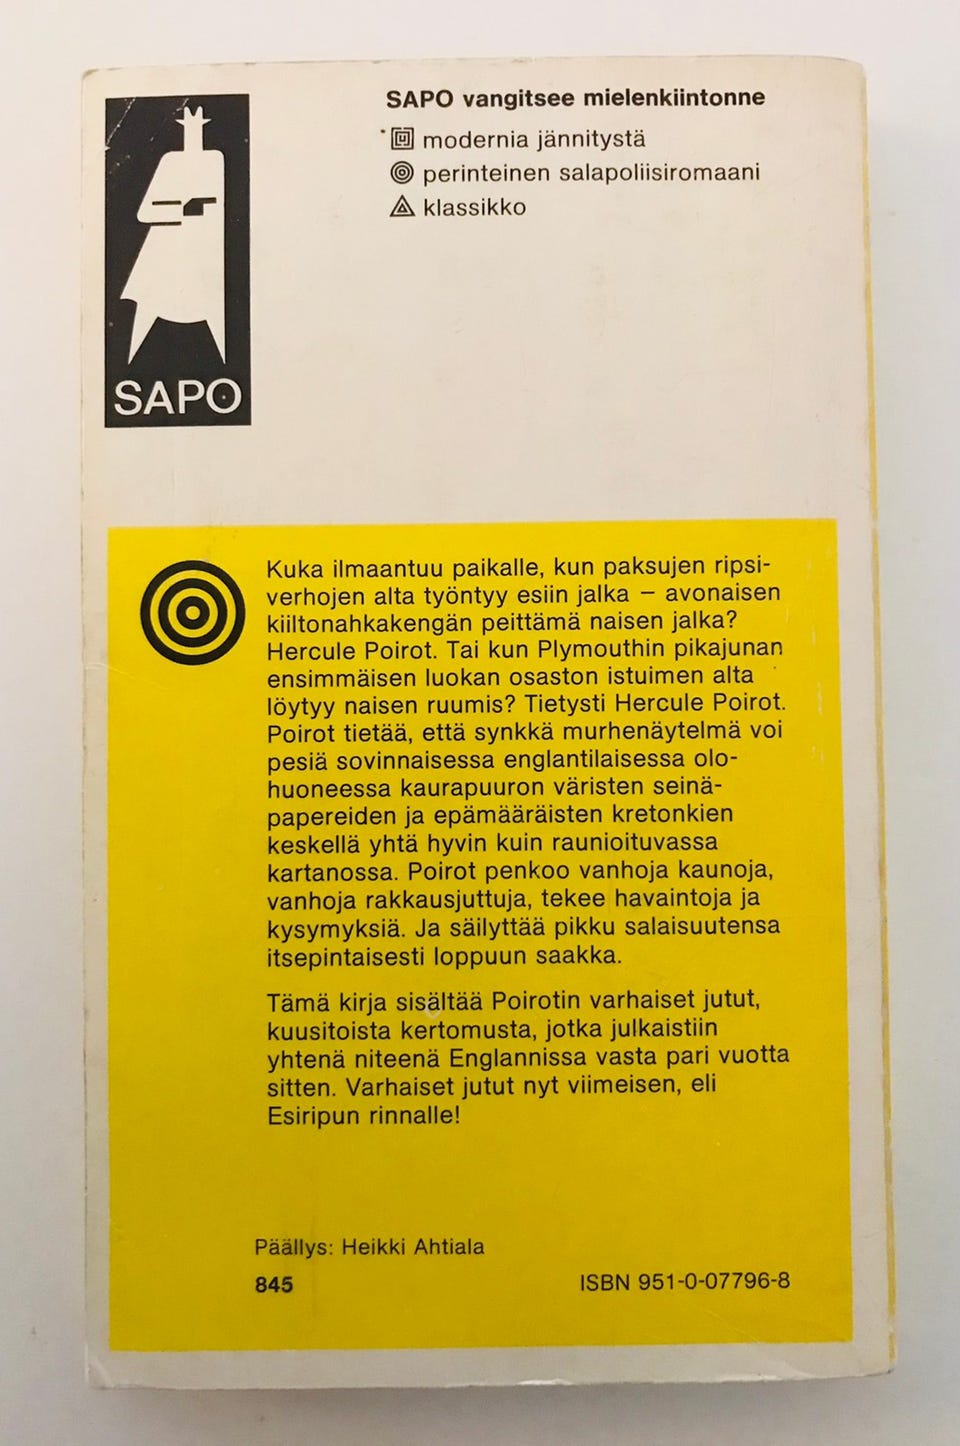 SAPO vangitsee mielenkiintonne
modernia jännitystä
perinteinen salapoliisiromaani
klassikko
SAPO
Kuka ilmaantuu paikalle, kun paksujen ripsi-
verhojen alta työntyy esiin jalka – avonaisen
kiiltonahkakengän peittämä naisen jalka?
Hercule Poirot. Tai kun Plymouthin pikajunan
ensimmäisen luokan osaston istuimen alta
löytyy naisen ruumis? Tietysti Hercule Poirot.
Poirot tietää, että synkkä murhenäytelmä voi
pesiä sovinnaisessa englantilaisessa olo-
huoneessa kaurapuuron väristen seinä-
papereiden ja epämääräisten kretonkien
keskellä yhtä hyvin kuin raunioituvassa
kartanossa. Poirot penkoo vanhoja kaunoja,
vanhoja rakkausjuttuja, tekee havaintoja ja
kysymyksiä. Ja säilyttää pikku salaisuutensa
itsepintaisesti loppuun saakka.
Tämä kirja sisältää Poirotin varhaiset jutut,
kuusitoista kertomusta, jotka julkaistiin
yhtenä niteenä Englannissa vasta pari vuotta
sitten. Varhaiset jutut nyt viimeisen, eli
Esiripun rinnalle!
Päällys: Heikki Ahtiala
845 ISBN 951-0-07796-8